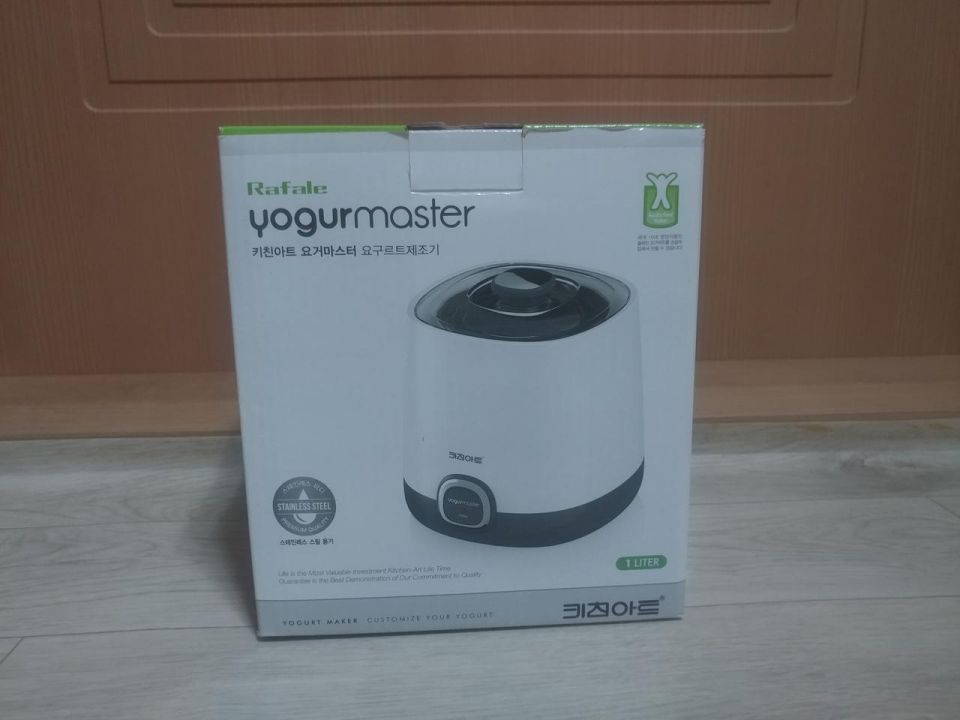 Rafale
yogurmaster
키친아트 요거마스터 요구르트제조기
키친아트
yogurmaster
STAINLESS STEEL
PREMIUM QUALITY
스테인레스 스틸 용기
1 LITER
Life is the Most Valuable Investment Kitchen-Art Life Time
Guarantee is the Best Demonstration of Our Commitment to Quality
YOGURT MAKER CUSTOMIZE YOUR YOGURT
키친아트